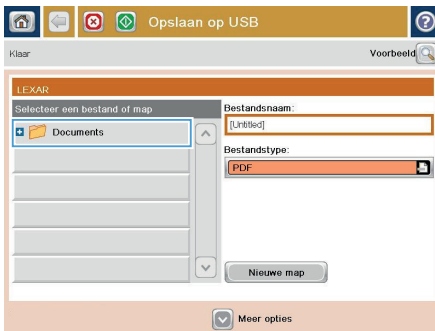 Opslaan op USB
Klaar
Voorbeeld
LEXAR
Selecteer een bestand of map
Documents
Bestandsnaam:
[Untitled]
Bestandstype:
PDF
Nieuwe map
Meer opties